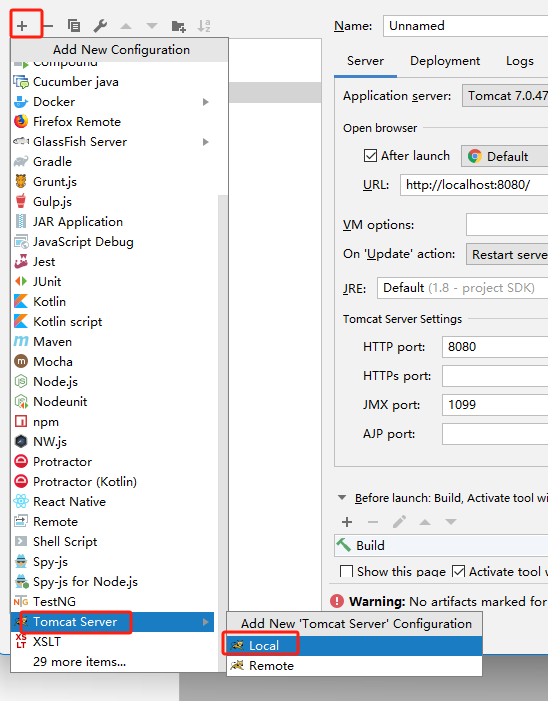 Add New Configuration
Compound
Cucumber java
Docker
Firefox Remote
GlassFish Server
Gradle
Grunt.js
Gulp.js
JAR Application
JavaScript Debug
Jest
JUnit
Kotlin
Kotlin script
Maven
Mocha
Node.js
Nodeunit
npm
NW.js
Protractor
Protractor (Kotlin)
React Native
Remote
Shell Script
Spy-js
Spy-js for Node.js
TestNG
Tomcat Server
XSLT
29 more items...
Add New 'Tomcat Server' Configuration
Local
Remote
Name: Unnamed
Server Deployment Logs
Application server: Tomcat 7.0.47
Open browser
After launch Default
URL: http://localhost:8080/
VM options:
On 'Update' action: Restart serve
JRE: Default (1.8 - project SDK)
Tomcat Server Settings
HTTP port: 8080
HTTPs port:
JMX port: 1099
AJP port:
Before launch: Build, Activate tool wi
Build
Show this page Activate tool w
Warning: No artifacts marked for